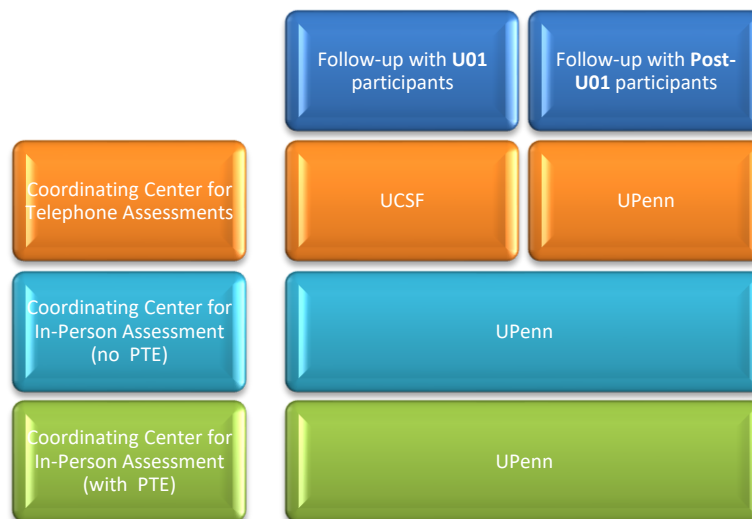 Follow-up with U01
participants
Follow-up with Post-
U01 participants
Coordinating Center for
Telephone Assessments
UCSF
UPenn
Coordinating Center for
In-Person Assessment
(no PTE)
UPenn
Coordinating Center for
In-Person Assessment
(with PTE)
UPenn